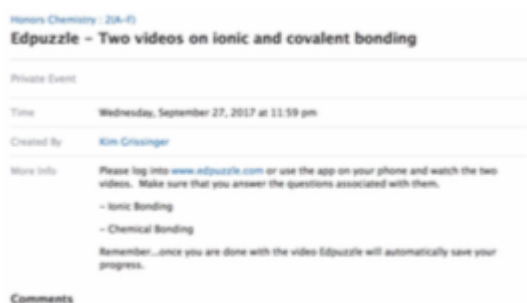 Honors Chemistry : 2(A-F)
Edpuzzle - Two videos on ionic and covalent bonding
Private Event
Time Wednesday, September 27, 2017 at 11:59 pm
Created By Kim Grissinger
More Info Please log into www.edpuzzle.com or use the app on your phone and watch the two
videos. Make sure that you answer the questions associated with them.
- Ionic Bonding
- Chemical Bonding
Remember...once you are done with the video Edpuzzle will automatically save your
progress.
Comments